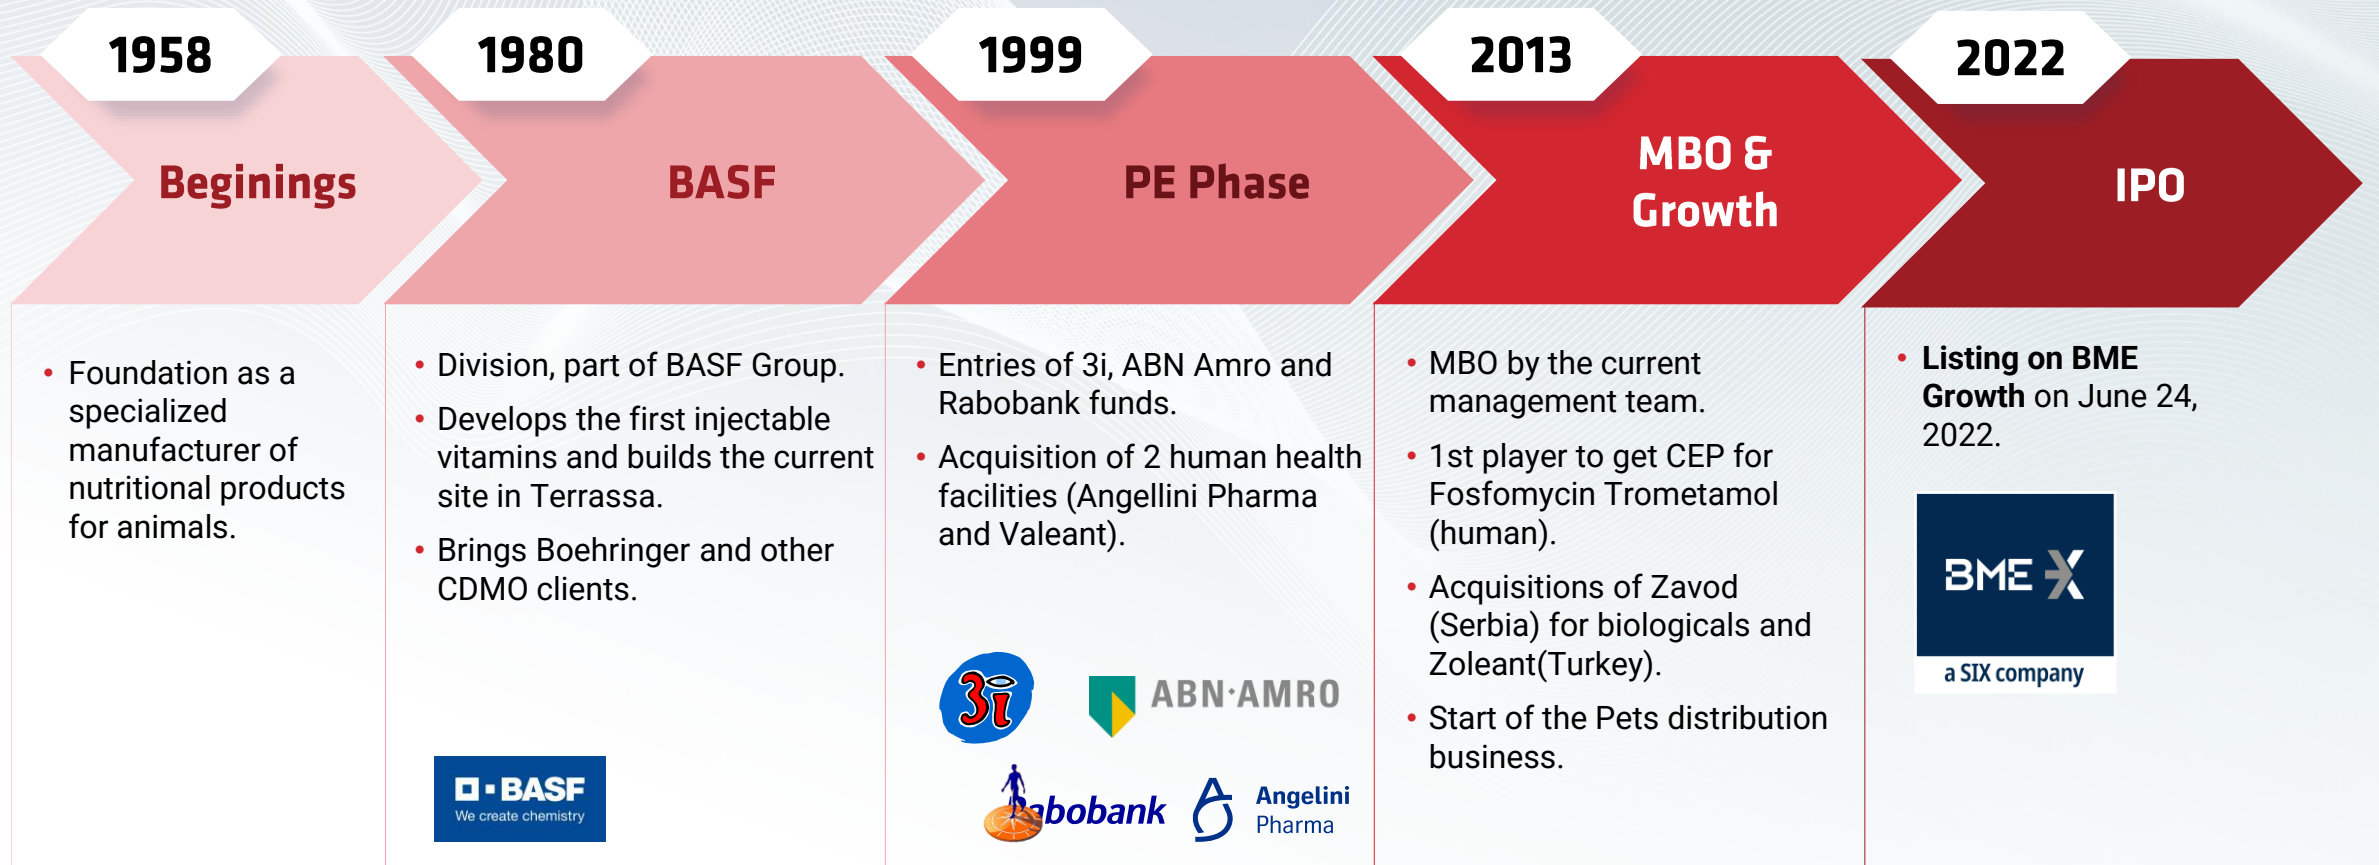 1958
Beginings
Foundation as a
specialized
manufacturer of
nutritional products
for animals.
1980
BASF
Division, part of BASF Group.
Develops the first injectable
vitamins and builds the current
site in Terrassa.
Brings Boehringer and other
CDMO clients.
BASF
We create chemistry
1999
PE Phase
Entries of 3i, ABN Amro and
Rabobank funds.
Acquisition of 2 human health
facilities (Angellini Pharma
and Valeant).
3i
ABN·AMRO
Rabobank
Angelini
Pharma
2013
MBO &
Growth
MBO by the current
management team.
1st player to get CEP for
Fosfomycin Trometamol
(human).
Acquisitions of Zavod
(Serbia) for biologicals and
Zoleant(Turkey).
Start of the Pets distribution
business.
2022
IPO
Listing on BME
Growth on June 24,
2022.
BME X
a SIX company